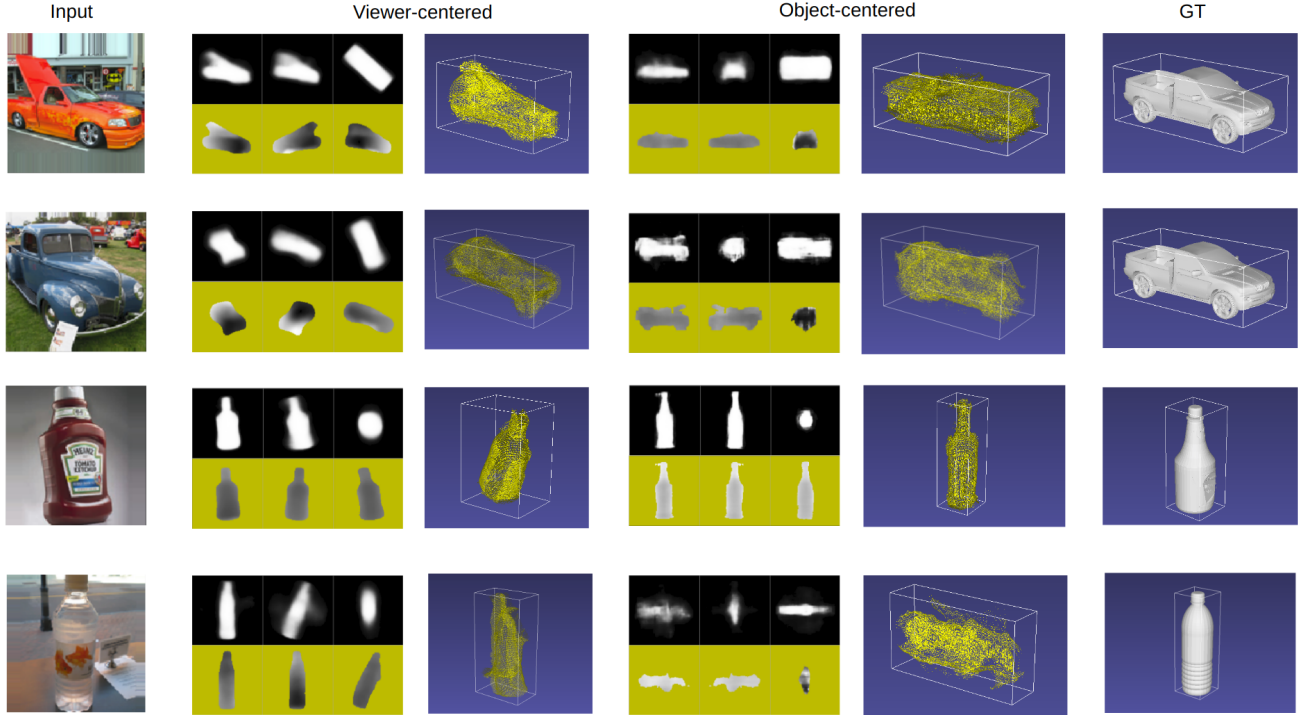 Input
Viewer-centered
Object-centered
GT
HEINZ
TOMATO
KETCHUP